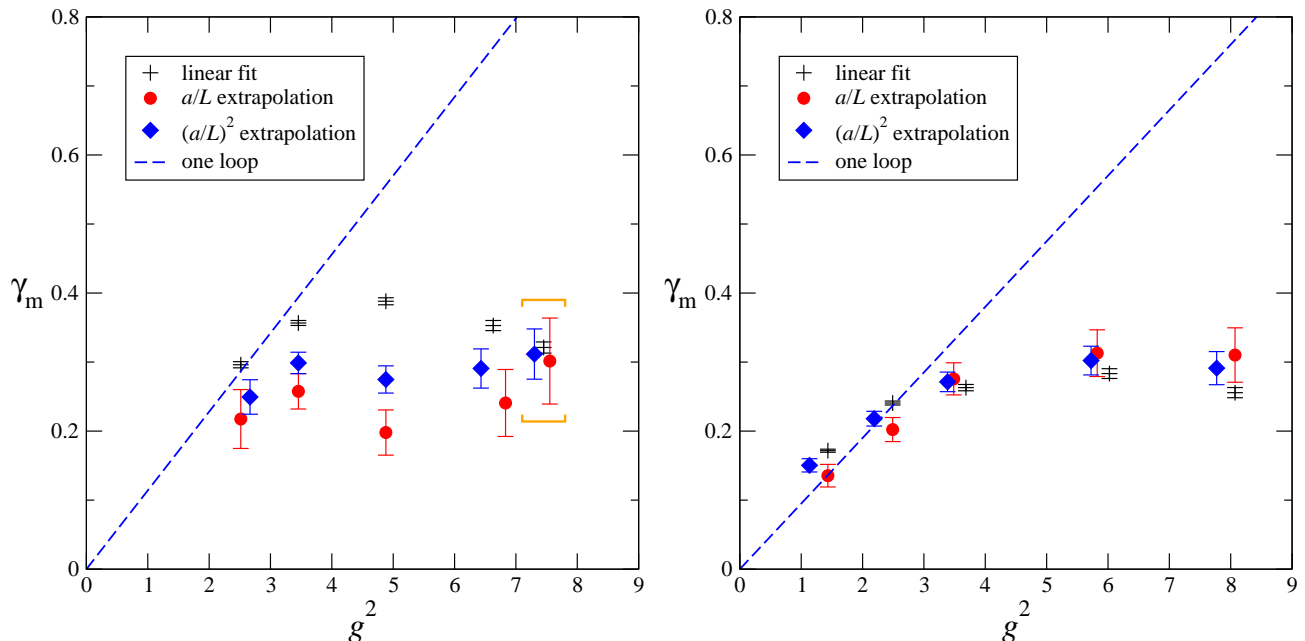 0.8
0.6
0.4
0.2
0
γm
linear fit
a/L extrapolation
(a/L)² extrapolation
one loop
0 1 2 3 4 5 6 7 8 9
g²
0.8
0.6
0.4
0.2
0
γm
linear fit
a/L extrapolation
(a/L)² extrapolation
one loop
0 1 2 3 4 5 6 7 8 9
g²